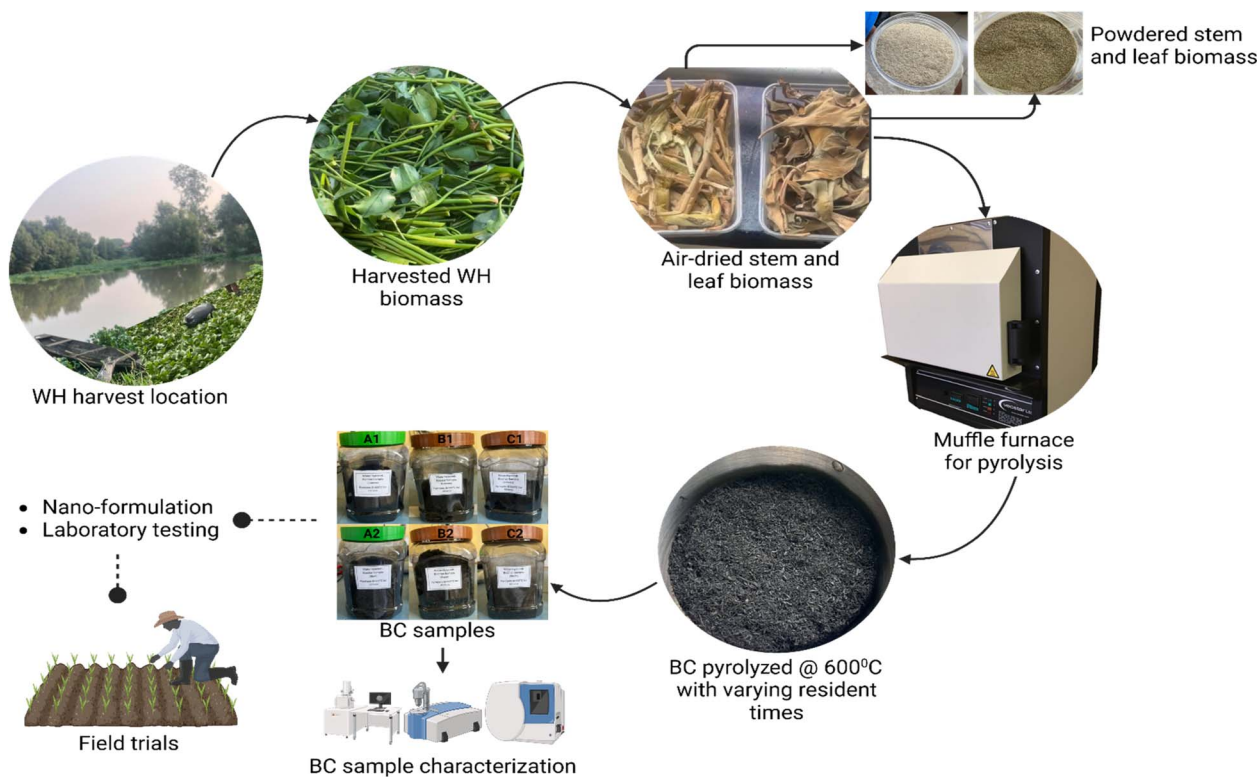 Powdered stem
and leaf biomass
Harvested WH
biomass
Air-dried stem and
leaf biomass
WH harvest location
Muffle furnace
for pyrolysis
A1
B1
C1
• Nano-formulation
• Laboratory testing
A2
B2
C2
BC samples
BC pyrolyzed @ 600⁰C
with varying resident
times
Field trials
BC sample characterization